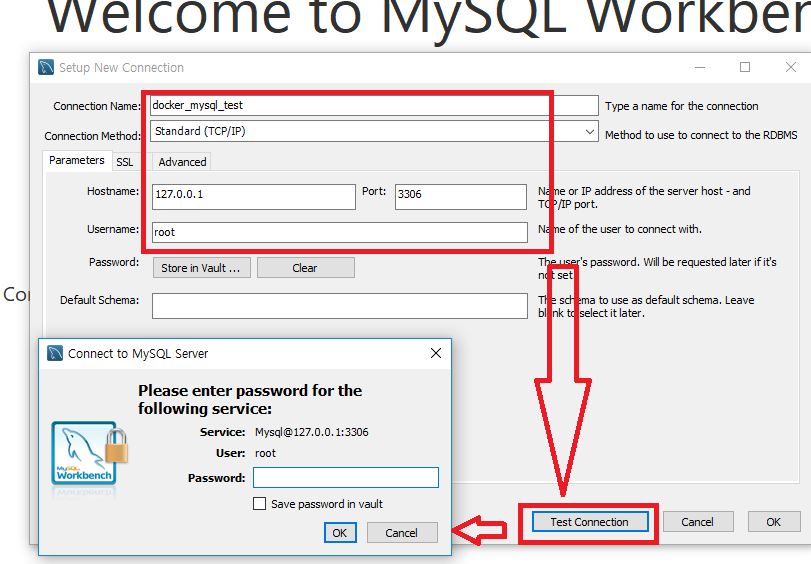 Welcome to MySQL Workben
Setup New Connection
Connection Name: docker_mysql_test Type a name for the connection
Connection Method: Standard (TCP/IP) Method to use to connect to the RDBMS
Parameters SSL Advanced
Hostname: 127.0.0.1 Port: 3306 Name or IP address of the server host - and
TCP/IP port.
Username: root Name of the user to connect with.
Password: Store in Vault ... Clear The user's password. Will be requested later if it's
not set
Default Schema: The schema to use as default schema. Leave
blank to select it later.
Con
Connect to MySQL Server
Please enter password for the
following service:
Service: Mysql@127.0.0.1:3306
User: root
Password:
Save password in vault
OK Cancel
MySQL
Workbench
Test Connection Cancel OK